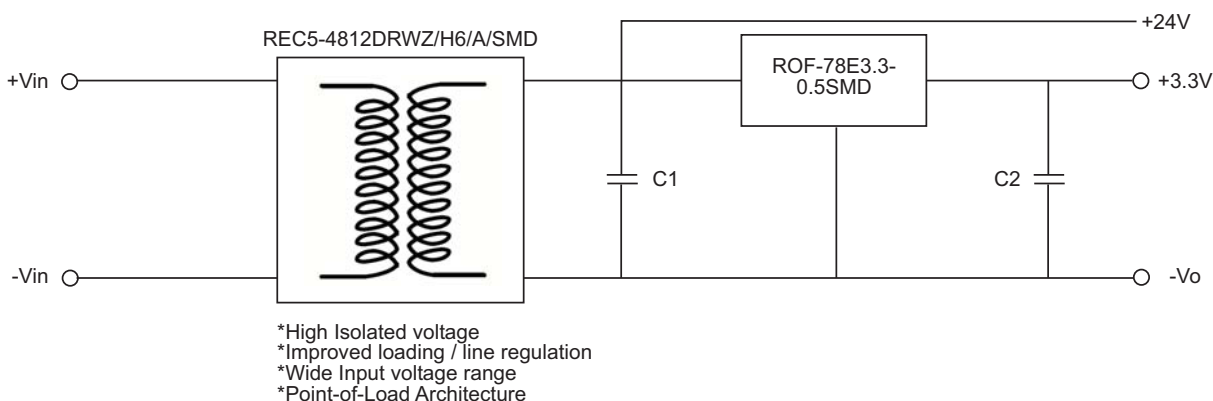 +24V
REC5-4812DRWZ/H6/A/SMD
+Vin
ROF-78E3.3-
0.5SMD
+3.3V
C1
C2
-Vin
-Vo
*High Isolated voltage
*Improved loading / line regulation
*Wide Input voltage range
*Point-of-Load Architecture